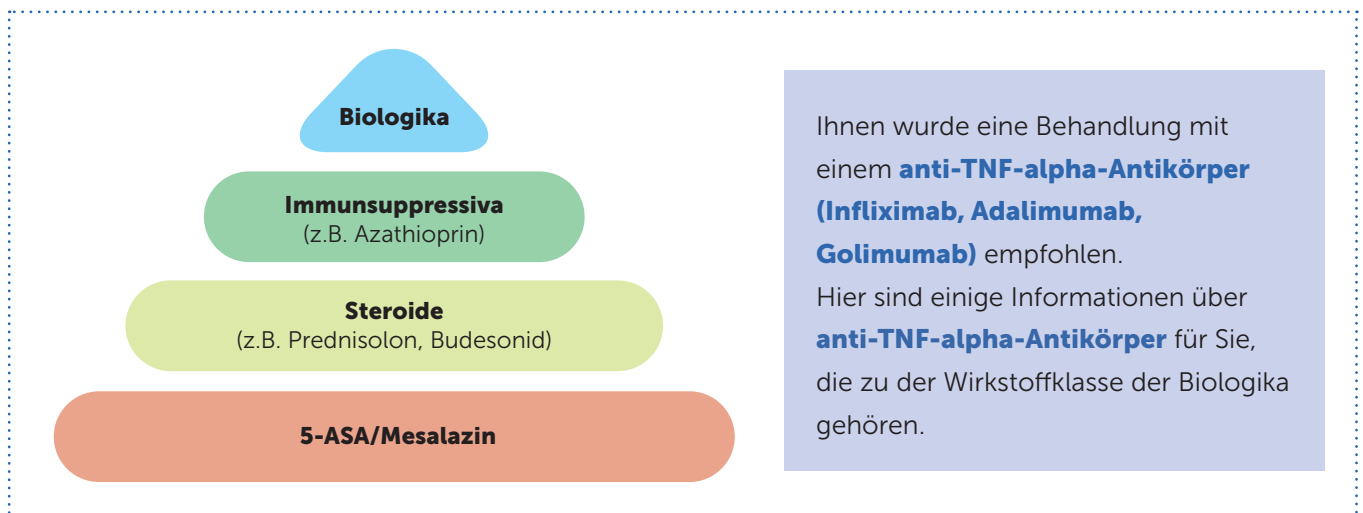 Biologika
Immunsuppressiva
(z.B. Azathioprin)
Steroide
(z.B. Prednisolon, Budesonid)
5-ASA/Mesalazin
Ihnen wurde eine Behandlung mit
einem anti-TNF-alpha-Antikörper
(Infliximab, Adalimumab,
Golimumab) empfohlen.
Hier sind einige Informationen über
anti-TNF-alpha-Antikörper für Sie,
die zu der Wirkstoffklasse der Biologika
gehören.